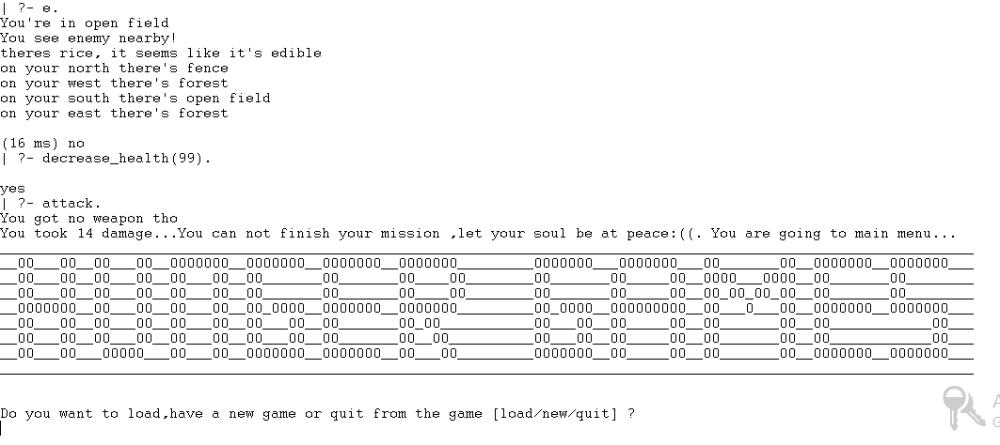 | ?- e.
You're in open field
You see enemy nearby!
theres rice, it seems like it's edible
on your north there's fence
on your west there's forest
on your south there's open field
on your east there's forest
(16 ms) no
| ?- decrease_health(99).
yes
| ?- attack.
You got no weapon tho
You took 14 damage...You can not finish your mission ,let your soul be at peace:((. You are going to main menu...
HUNGER GAMES
Do you want to load,have a new game or quit from the game [load/new/quit] ?